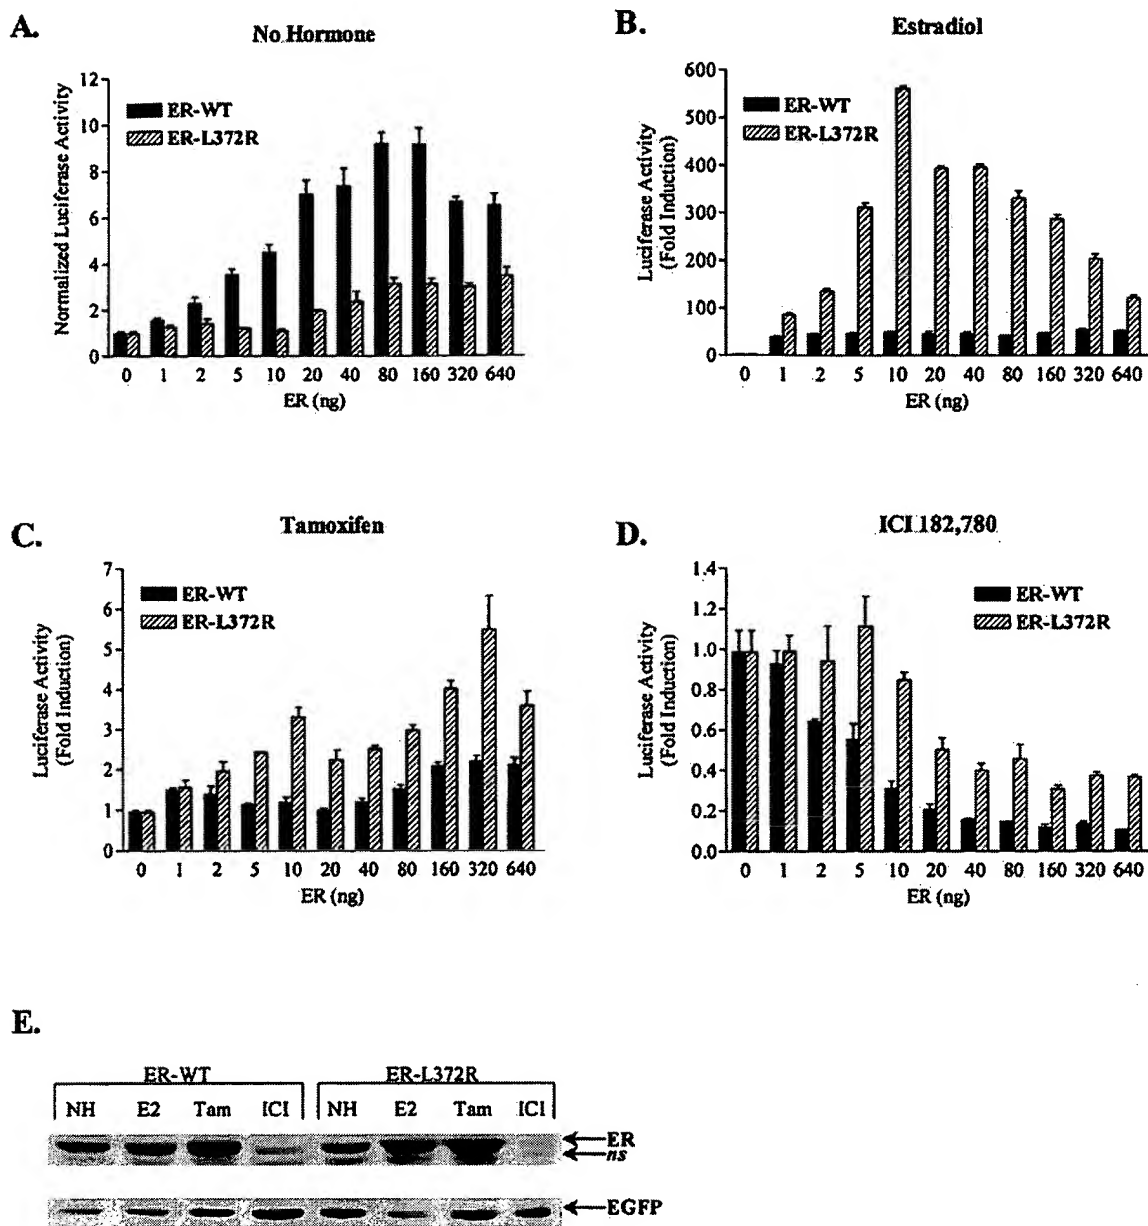 A.
No Hormone
Normalized Luciferase Activity
12
10
8
6
4
2
0
ER-WT
ER-L372R
0 1 2 5 10 20 40 80 160 320 640
ER (ng)
B.
Estradiol
Luciferase Activity
(Fold Induction)
600
500
400
300
200
100
0
ER-WT
ER-L372R
0 1 2 5 10 20 40 80 160 320 640
ER (ng)
C.
Tamoxifen
Luciferase Activity
(Fold Induction)
7
6
5
4
3
2
1
0
ER-WT
ER-L372R
0 1 2 5 10 20 40 80 160 320 640
ER (ng)
D.
ICI 182,780
Luciferase Activity
(Fold Induction)
1.4
1.2
1.0
0.8
0.6
0.4
0.2
0.0
ER-WT
ER-L372R
0 1 2 5 10 20 40 80 160 320 640
ER (ng)
E.
ER-WT ER-L372R
NH E2 Tam ICI NH E2 Tam ICI
ER
ns
EGFP